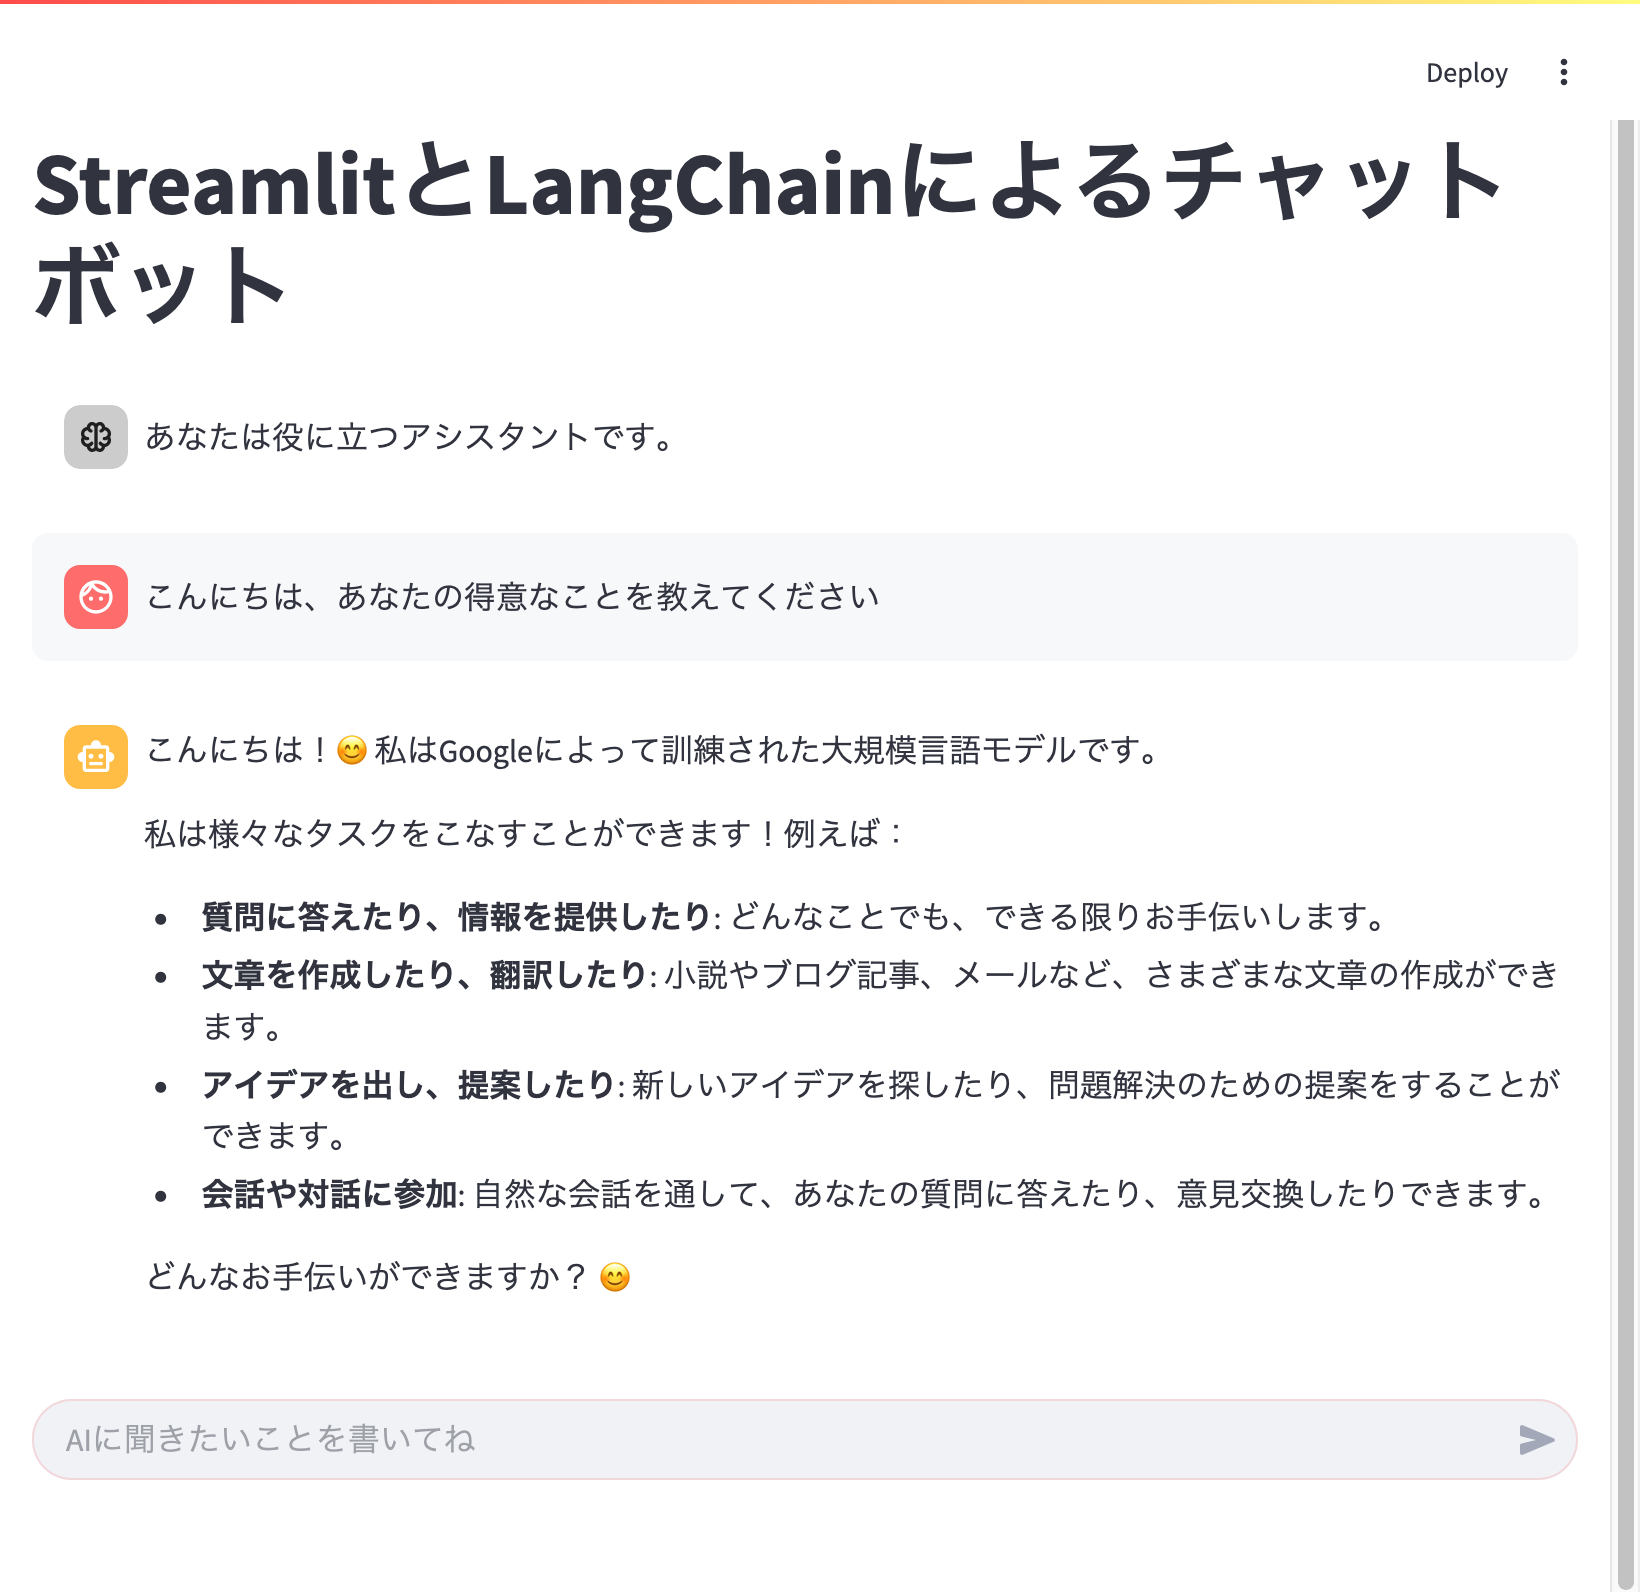 Deploy
StreamlitとLangChainによるチャット
ボット
あなたは役に立つアシスタントです。
こんにちは、あなたの得意なことを教えてください
こんにちは！😊 私はGoogleによって訓練された大規模言語モデルです。
私は様々なタスクをこなすことができます！例えば：
質問に答えたり、情報を提供したり: どんなことでも、できる限りお手伝いします。
文章を作成したり、翻訳したり: 小説やブログ記事、メールなど、さまざまな文章の作成ができ
ます。
アイデアを出し、提案したり: 新しいアイデアを探したり、問題解決のための提案をすることが
できます。
会話や対話に参加: 自然な会話を通して、あなたの質問に答えたり、意見交換したりできます。
どんなお手伝いができますか？ 😊
AIに聞きたいことを書いてね